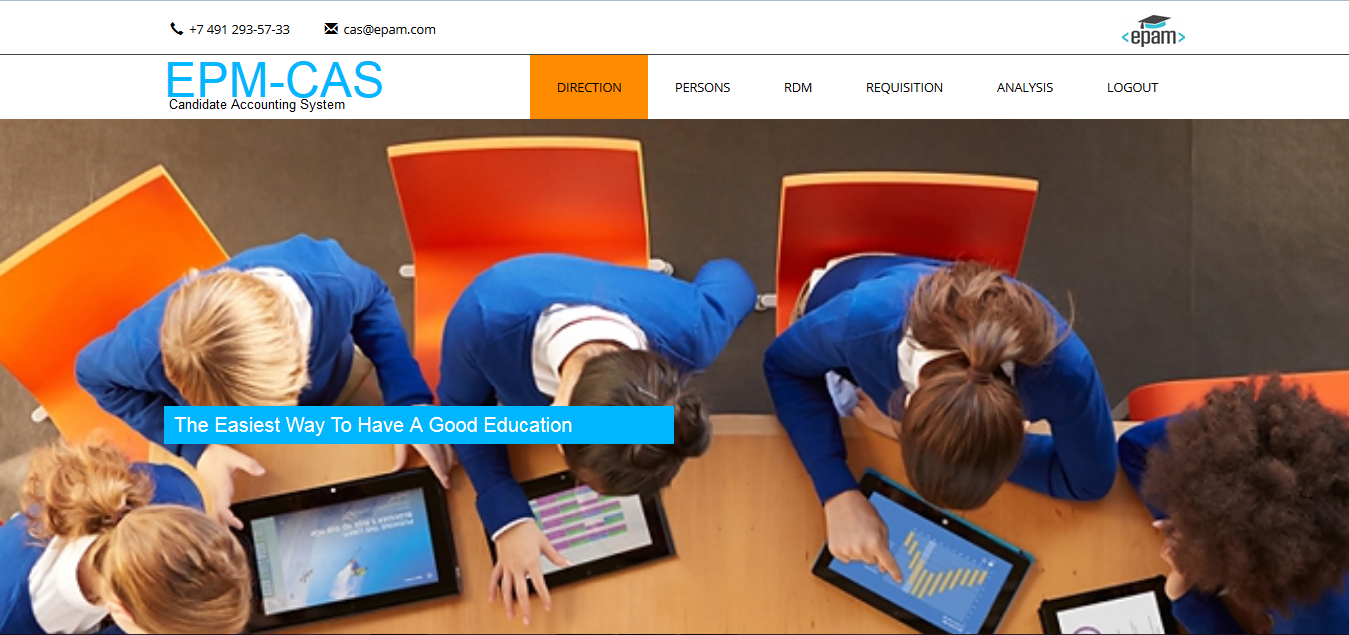 +7 491 293-57-33 cas@epam.com
<epam>
EPM-CAS
Candidate Accounting System
DIRECTION PERSONS RDM REQUISITION ANALYSIS LOGOUT
The Easiest Way To Have A Good Education